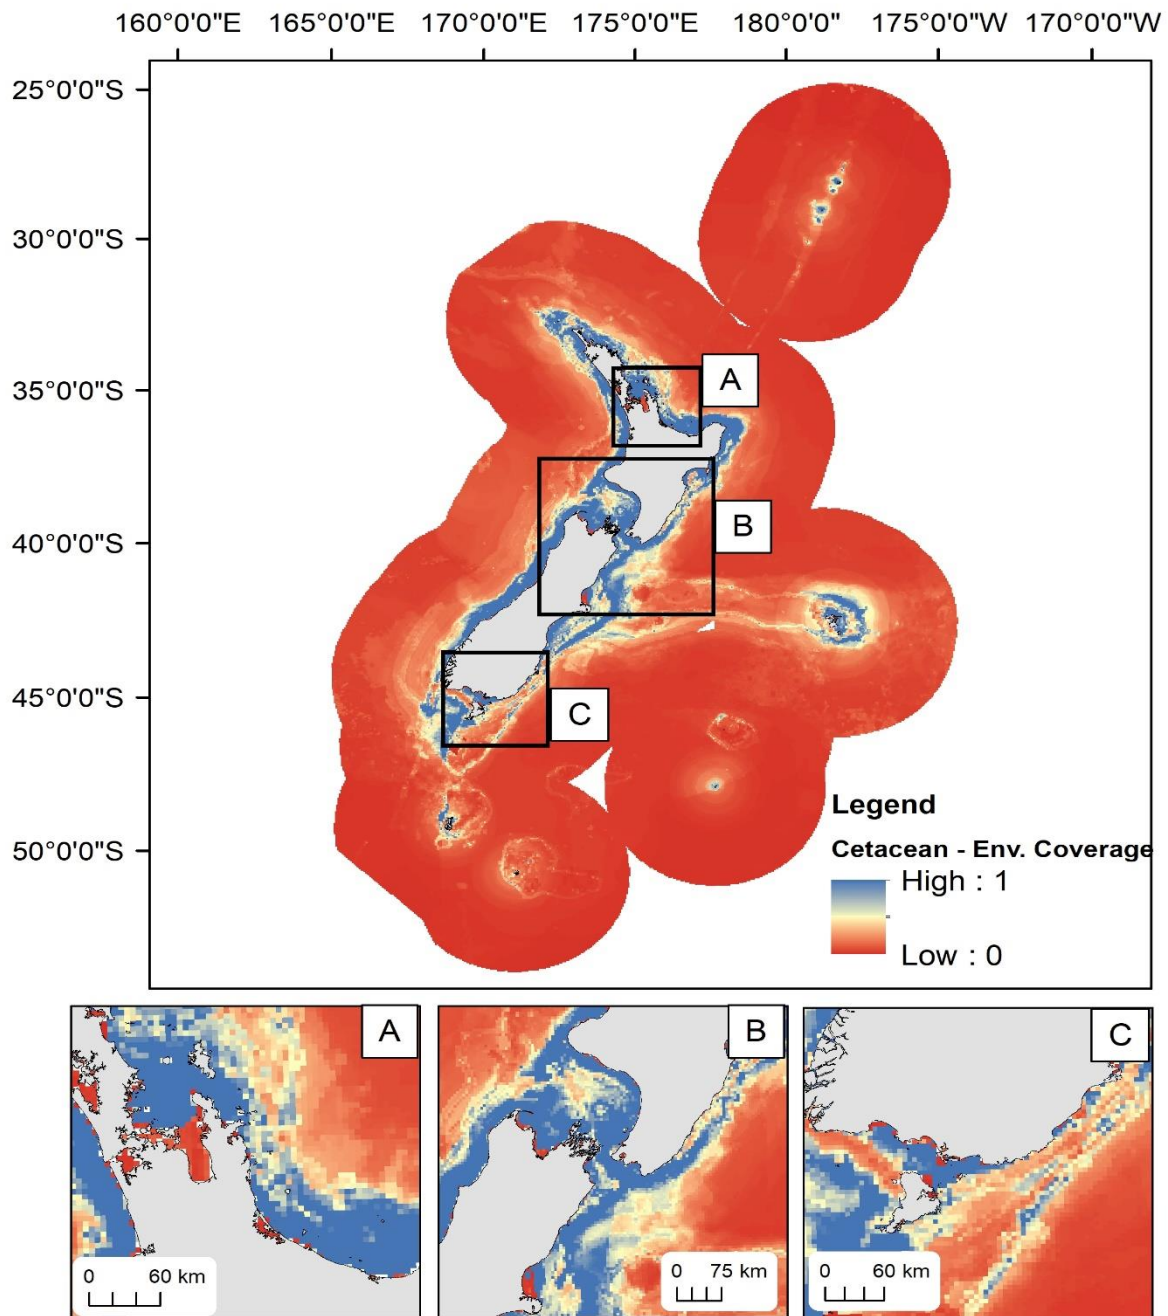 160°0'0"E 165°0'0"E 170°0'0"E 175°0'0"E 180°0'0" 175°0'0"W 170°0'0"W
25°0'0"S
30°0'0"S
35°0'0"S
40°0'0"S
45°0'0"S
50°0'0"S
A
B
C
Legend
Cetacean - Env. Coverage
High : 1
Low : 0
A
0 60 km
B
0 75 km
C
0 60 km